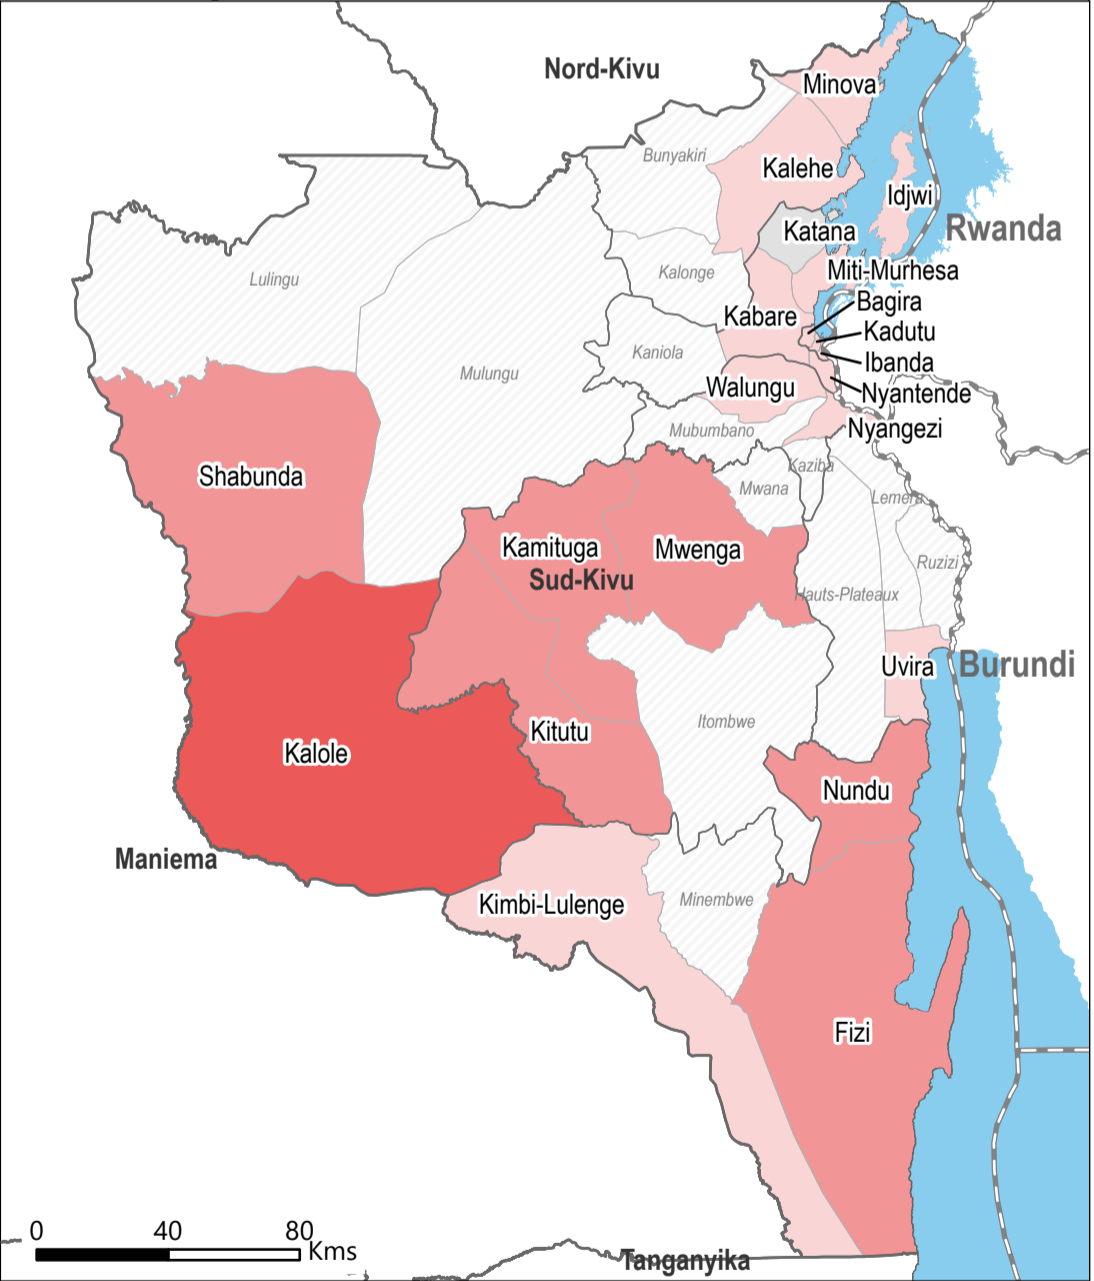 Nord-Kivu
Minova
Bunyakiri
Kalehe
Idjwi
Katana
Rwanda
Lulingu
Kalonge
Miti-Murhesa
Bagira
Kabare
Kadutu
Kaniola
Ibanda
Mulungu
Walungu
Nyantende
Mubumbano
Nyangezi
Shabunda
Kaziba
Mwana
Lemera
Kamituga
Mwenga
Ruzizi
Sud-Kivu
Hauts-Plateaux
Uvira
Burundi
Itombwe
Kitutu
Kalole
Nundu
Maniema
Minembwe
Kimbi-Lulenge
Fizi
0 40 80
Kms
Tanganyika